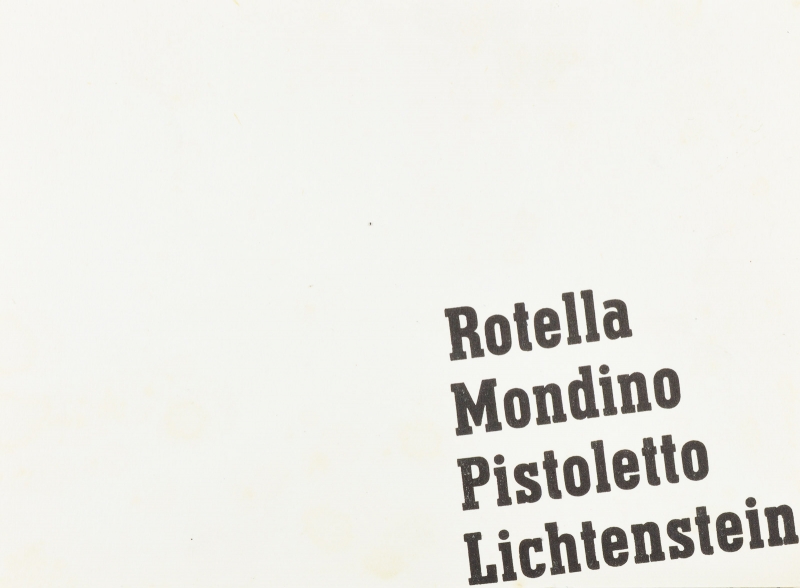 Rotella
Mondino
Pistoletto
Lichtenstein